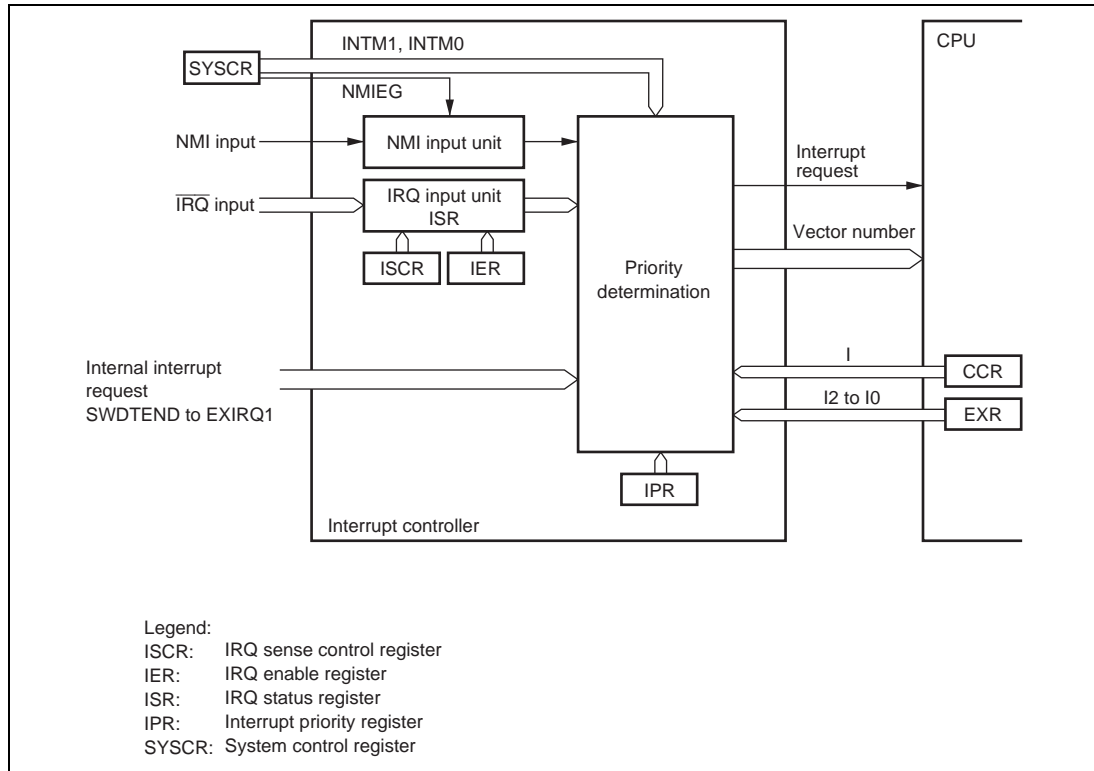 INTM1, INTM0
CPU
SYSCR
NMIEG
NMI input
NMI input unit
Interrupt
request
IRQ input
IRQ input unit
ISR
Vector number
ISCR
IER
Priority
determination
Internal interrupt
request
SWDTEND to EXIRQ1
I
CCR
I2 to I0
EXR
IPR
Interrupt controller
Legend:
ISCR: IRQ sense control register
IER: IRQ enable register
ISR: IRQ status register
IPR: Interrupt priority register
SYSCR: System control register